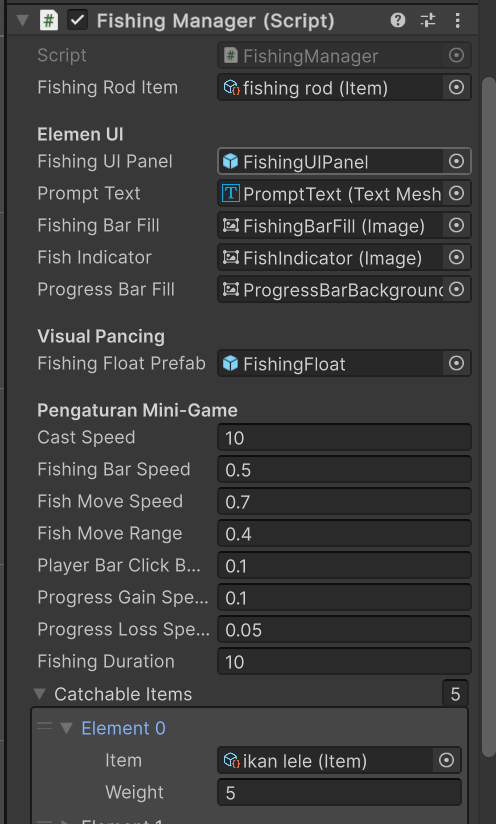 Fishing Manager (Script)
Script FishingManager
Fishing Rod Item fishing rod (Item)
Elemen UI
Fishing UI Panel FishingUIPanel
Prompt Text PromptText (Text Mesh
Fishing Bar Fill FishingBarFill (Image)
Fish Indicator FishIndicator (Image)
Progress Bar Fill ProgressBarBackground
Visual Pancing
Fishing Float Prefab FishingFloat
Pengaturan Mini-Game
Cast Speed 10
Fishing Bar Speed 0.5
Fish Move Speed 0.7
Fish Move Range 0.4
Player Bar Click B... 0.1
Progress Gain Spe... 0.1
Progress Loss Spe... 0.05
Fishing Duration 10
Catchable Items 5
Element 0
Item ikan lele (Item)
Weight 5
Element 1